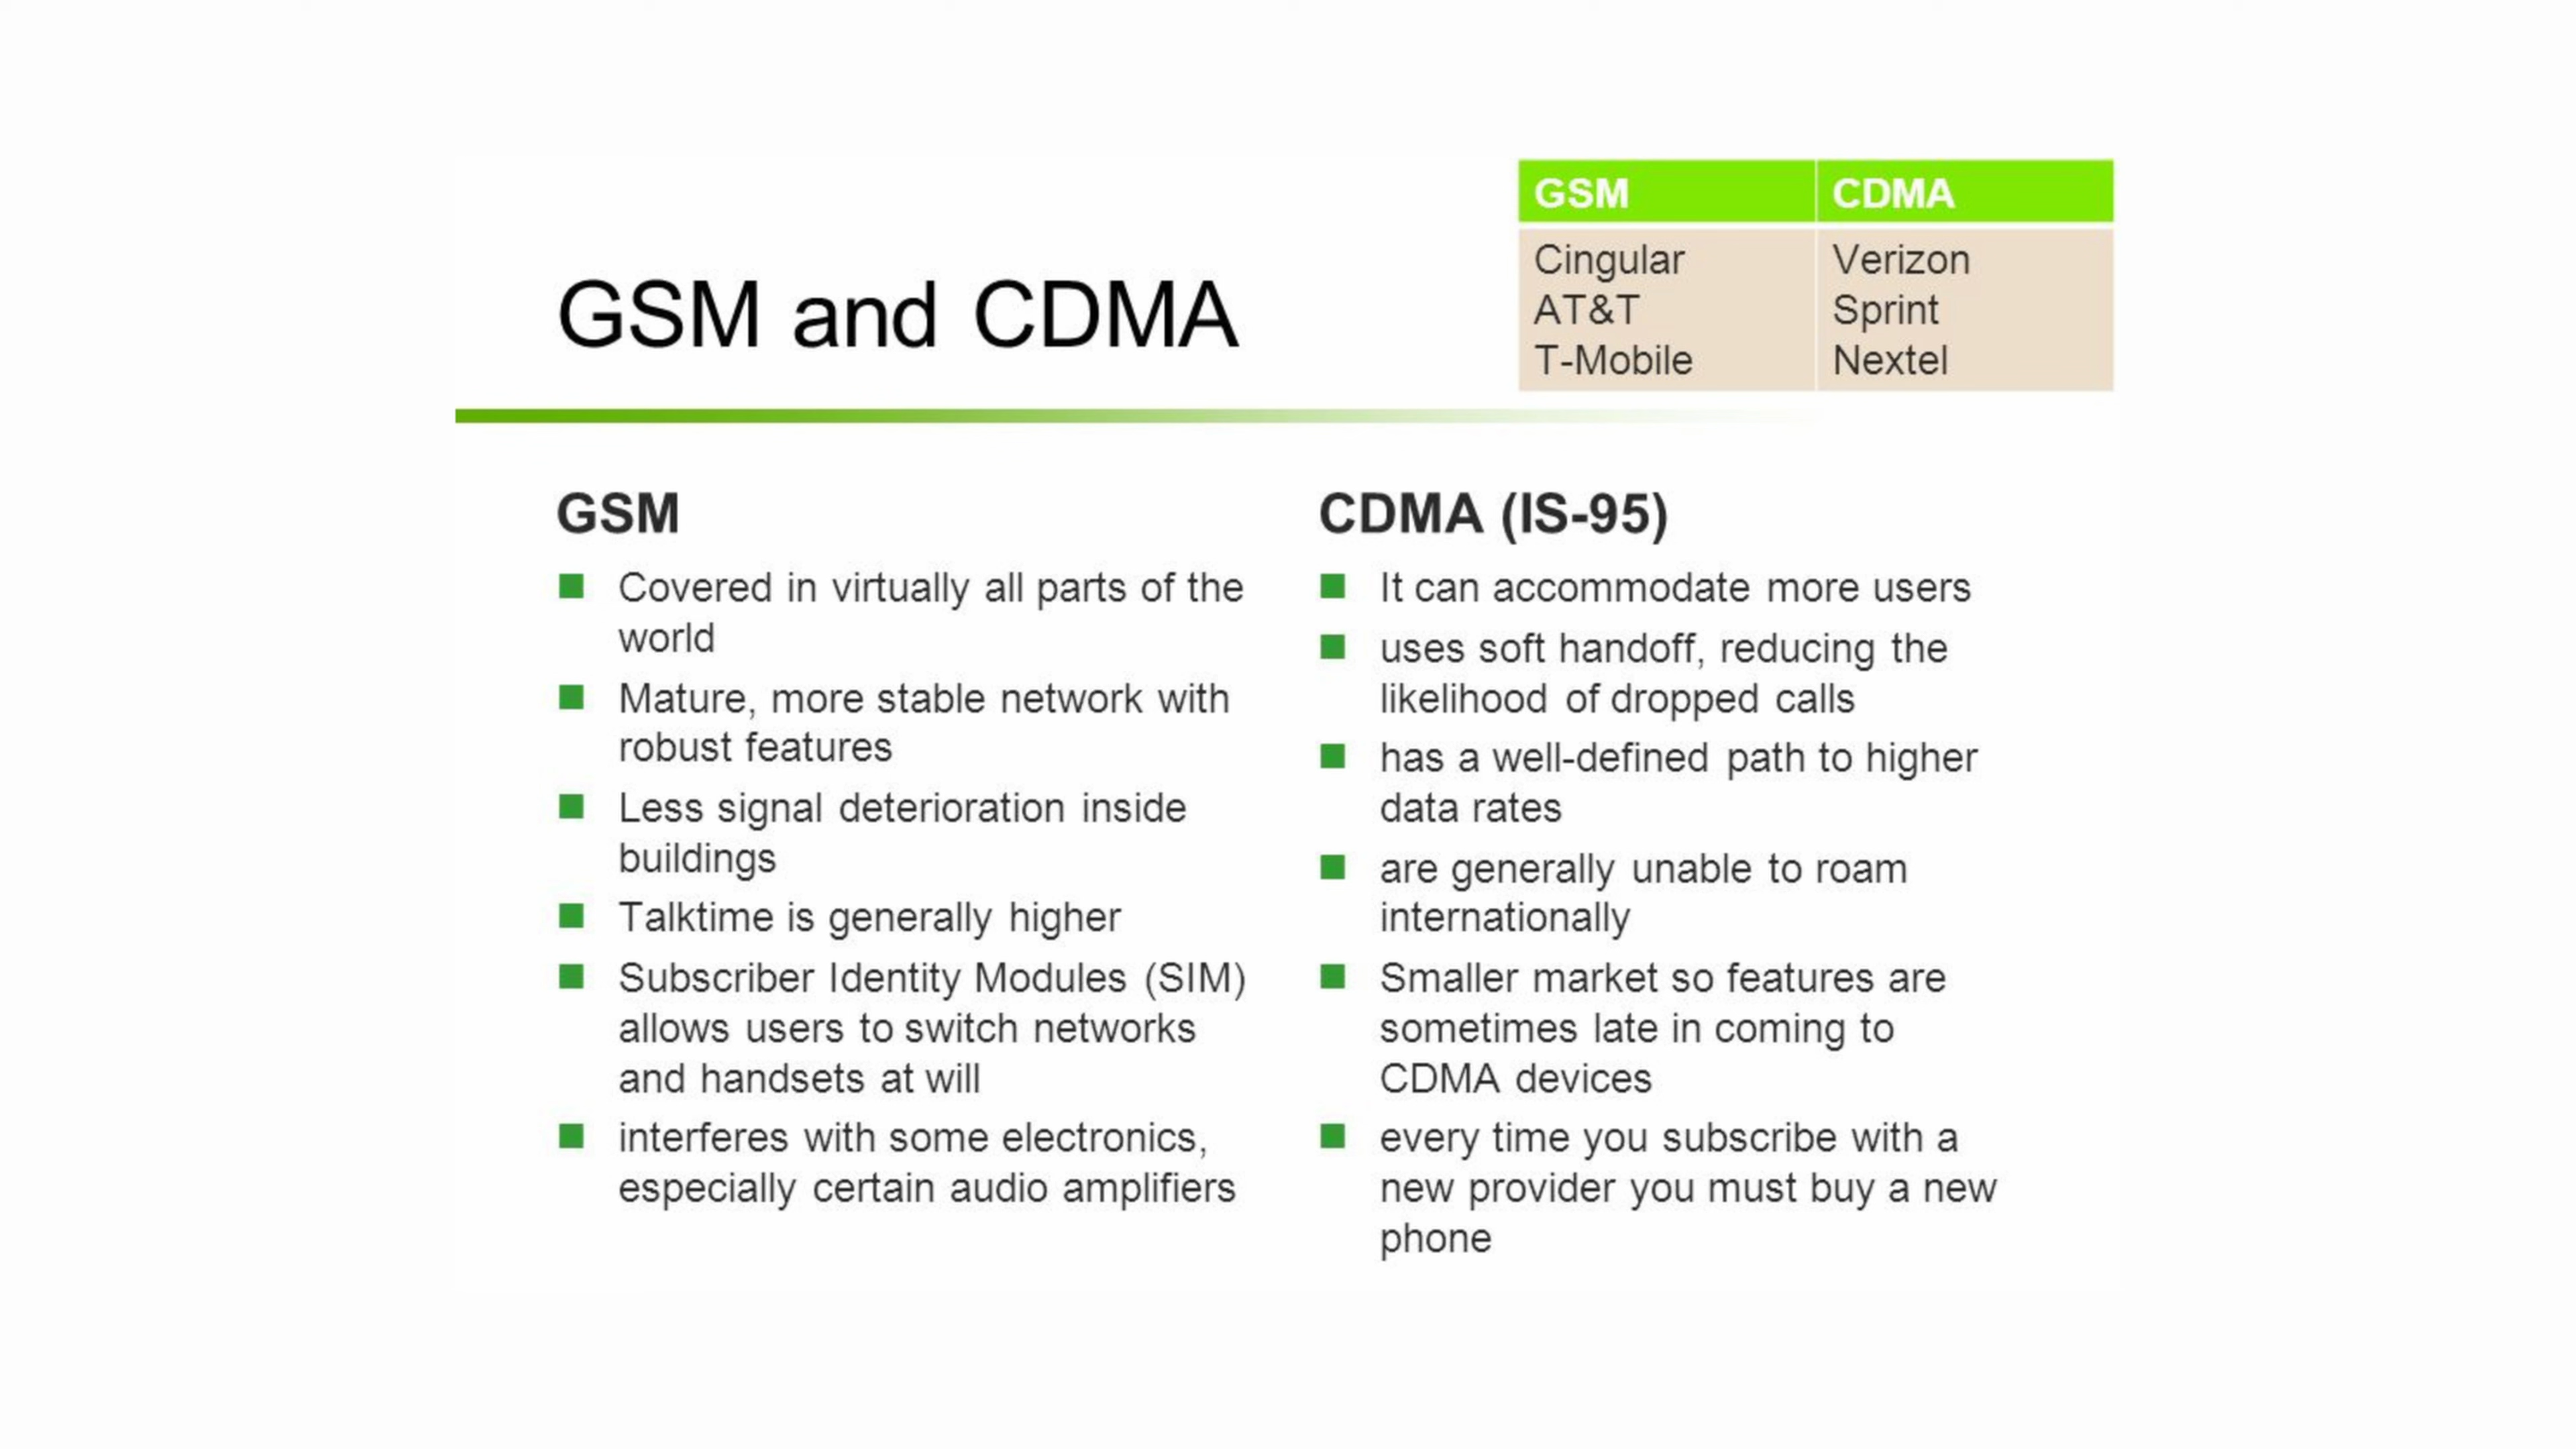 GSM and CDMA
GSM CDMA
Cingular Verizon
AT&T Sprint
T-Mobile Nextel
GSM
Covered in virtually all parts of the
world
Mature, more stable network with
robust features
Less signal deterioration inside
buildings
Talktime is generally higher
Subscriber Identity Modules (SIM)
allows users to switch networks
and handsets at will
interferes with some electronics,
especially certain audio amplifiers
CDMA (IS-95)
It can accommodate more users
uses soft handoff, reducing the
likelihood of dropped calls
has a well-defined path to higher
data rates
are generally unable to roam
internationally
Smaller market so features are
sometimes late in coming to
CDMA devices
every time you subscribe with a
new provider you must buy a new
phone